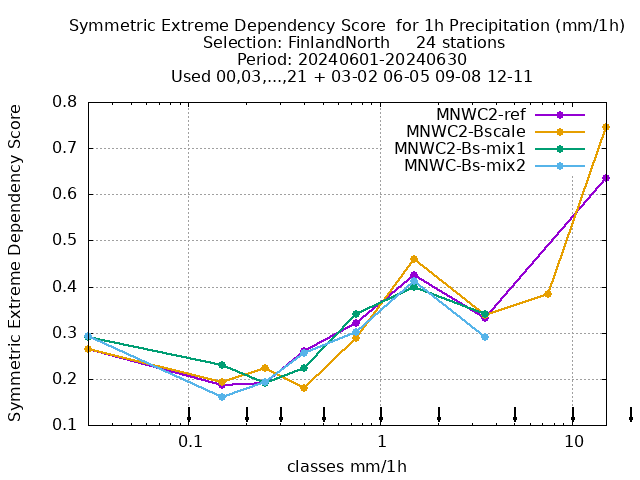 Symmetric Extreme Dependency Score  for 1h Precipitation (mm/1h)
Selection: FinlandNorth     24 stations
Period: 20240601-20240630
Used 00,03,...,21 + 03-02 06-05 09-08 12-11
MNWC2-ref
MNWC2-Bscale
MNWC2-Bs-mix1
MNWC-Bs-mix2
Symmetric Extreme Dependency Score
0.8
0.7
0.6
0.5
0.4
0.3
0.2
0.1
0.1 1 10
classes mm/1h